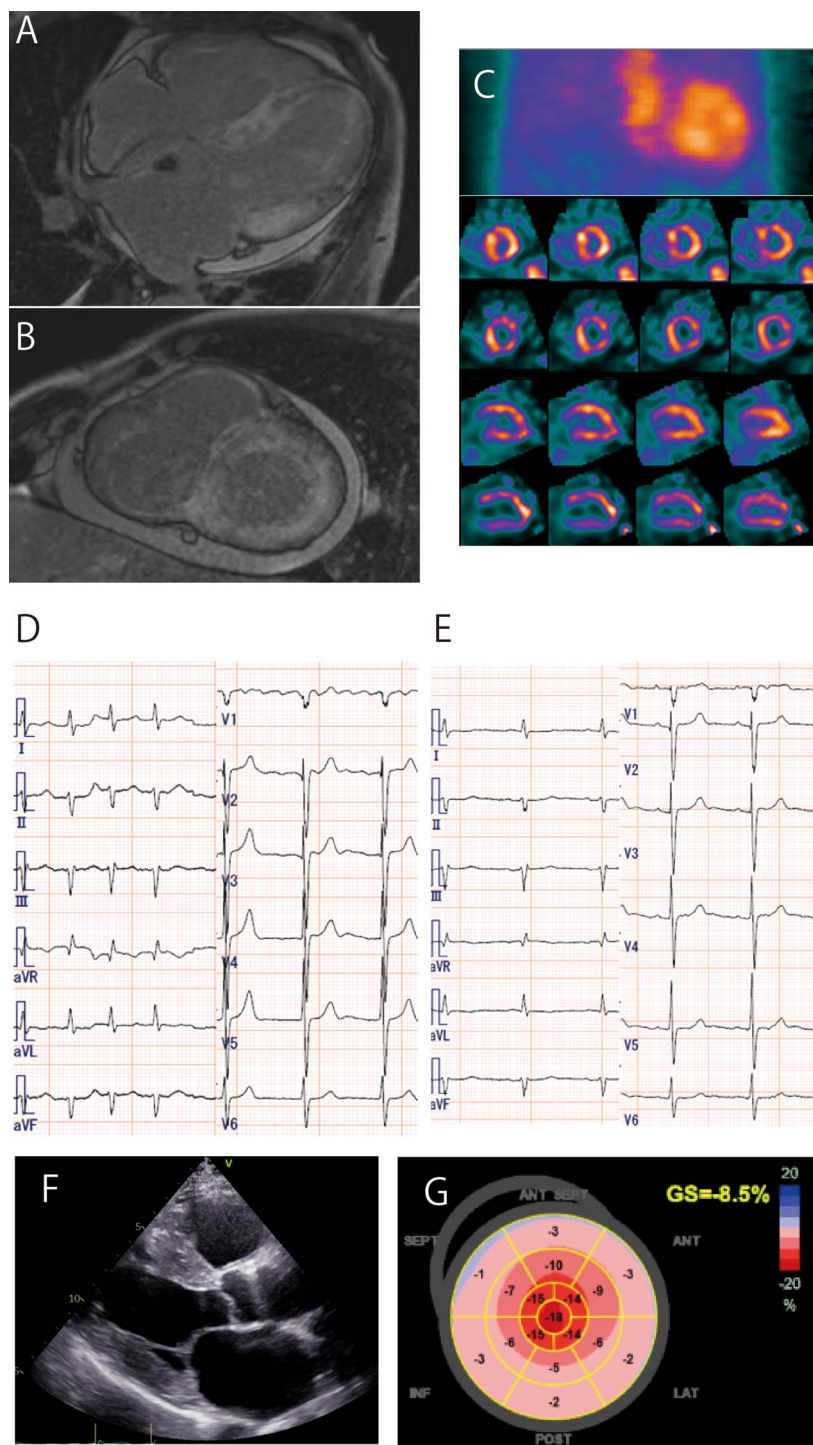 A
B
C
D
E
I
II
III
aVR
aVL
aVF
V1
V2
V3
V4
V5
V6
I
II
III
aVR
aVL
aVF
V1
V2
V3
V4
V5
V6
F
V
5
10
G
GS=-8.5%
20
-20
%
ANT SEPT
SEPT
ANT
INF
LAT
POST
-3
-1
-3
-10
-7
-9
-15
-14
-18
-15
-14
-6
-6
-3
-2
-5
-2